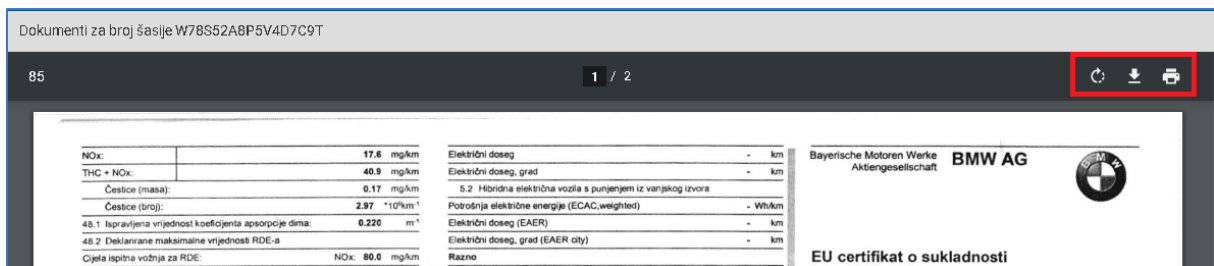 Dokumenti za broj šasije W78S52A8P5V4D7C9T
85
1 / 2
NOx: 17.6 mg/km
THC + NOx: 40.9 mg/km
Čestice (masa): 0.17 mg/km
Čestice (broj): 2.97 *10⁹km⁻¹
48.1 Ispravljena vrijednost koeficijenta apsorpcije dima: 0.220 m⁻¹
48.2 Deklarirane maksimalne vrijednosti RDE-a
Cijela ispitna vožnja za RDE: NOx: 80.0 mg/km
Električni doseg - km
Električni doseg, grad - km
5.2 Hibridna električna vozila s punjenjem iz vanjskog izvora
Potrošnja električne energije (ECAC,weighted) - Wh/km
Električni doseg (EAER) - km
Električni doseg, grad (EAER city) - km
Razno
Bayerische Motoren Werke
Aktiengesellschaft
BMW AG
BMW
EU certifikat o sukladnosti